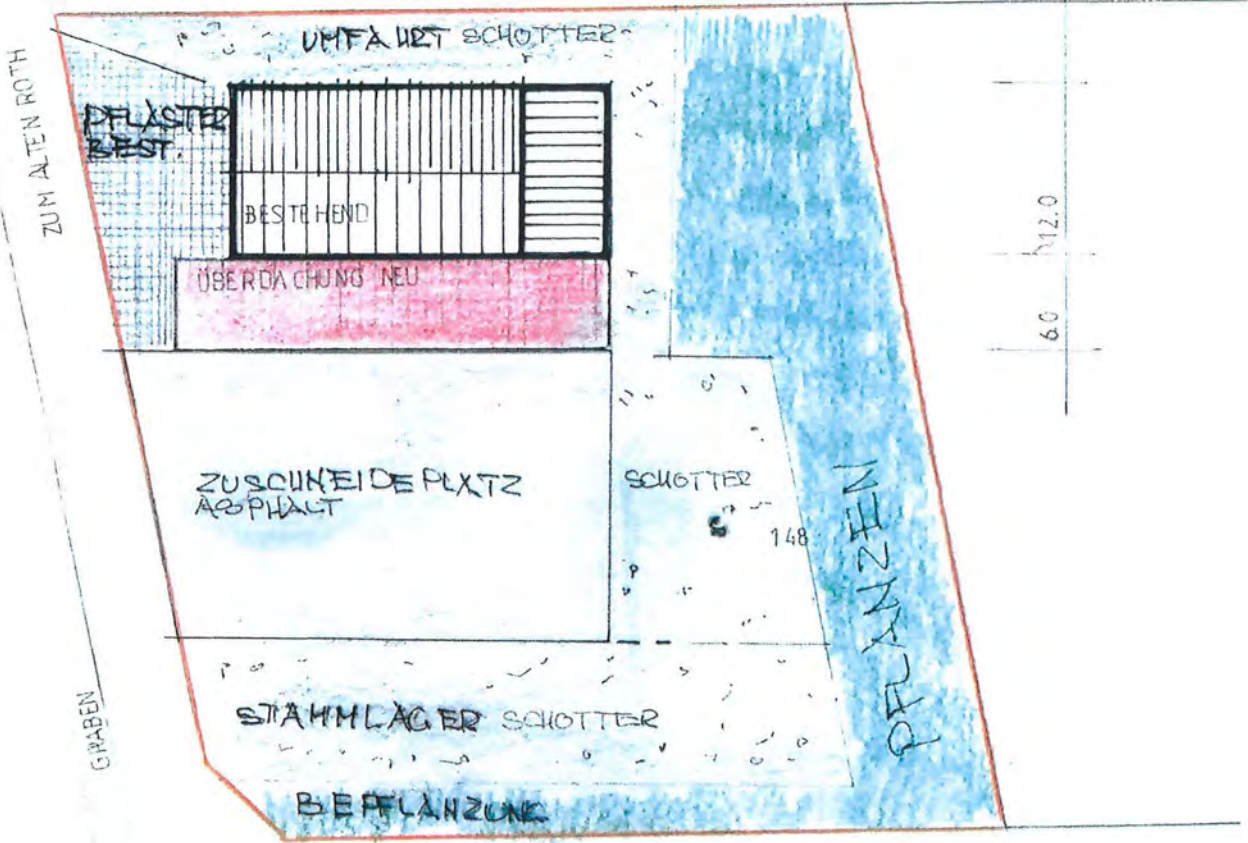 UMFAHRT SCHOTTER
ZUM ALTEN ROTH
PFLASTER
BEST.
BESTEHEND
ÜBERDACHUNG NEU
12.0
6.0
ZUSCHNEIDEPLATZ
ASPHALT
SCHOTTER
148
PFLANZEN
GRABEN
STAMMLAGER SCHOTTER
BEPFLANZUNG